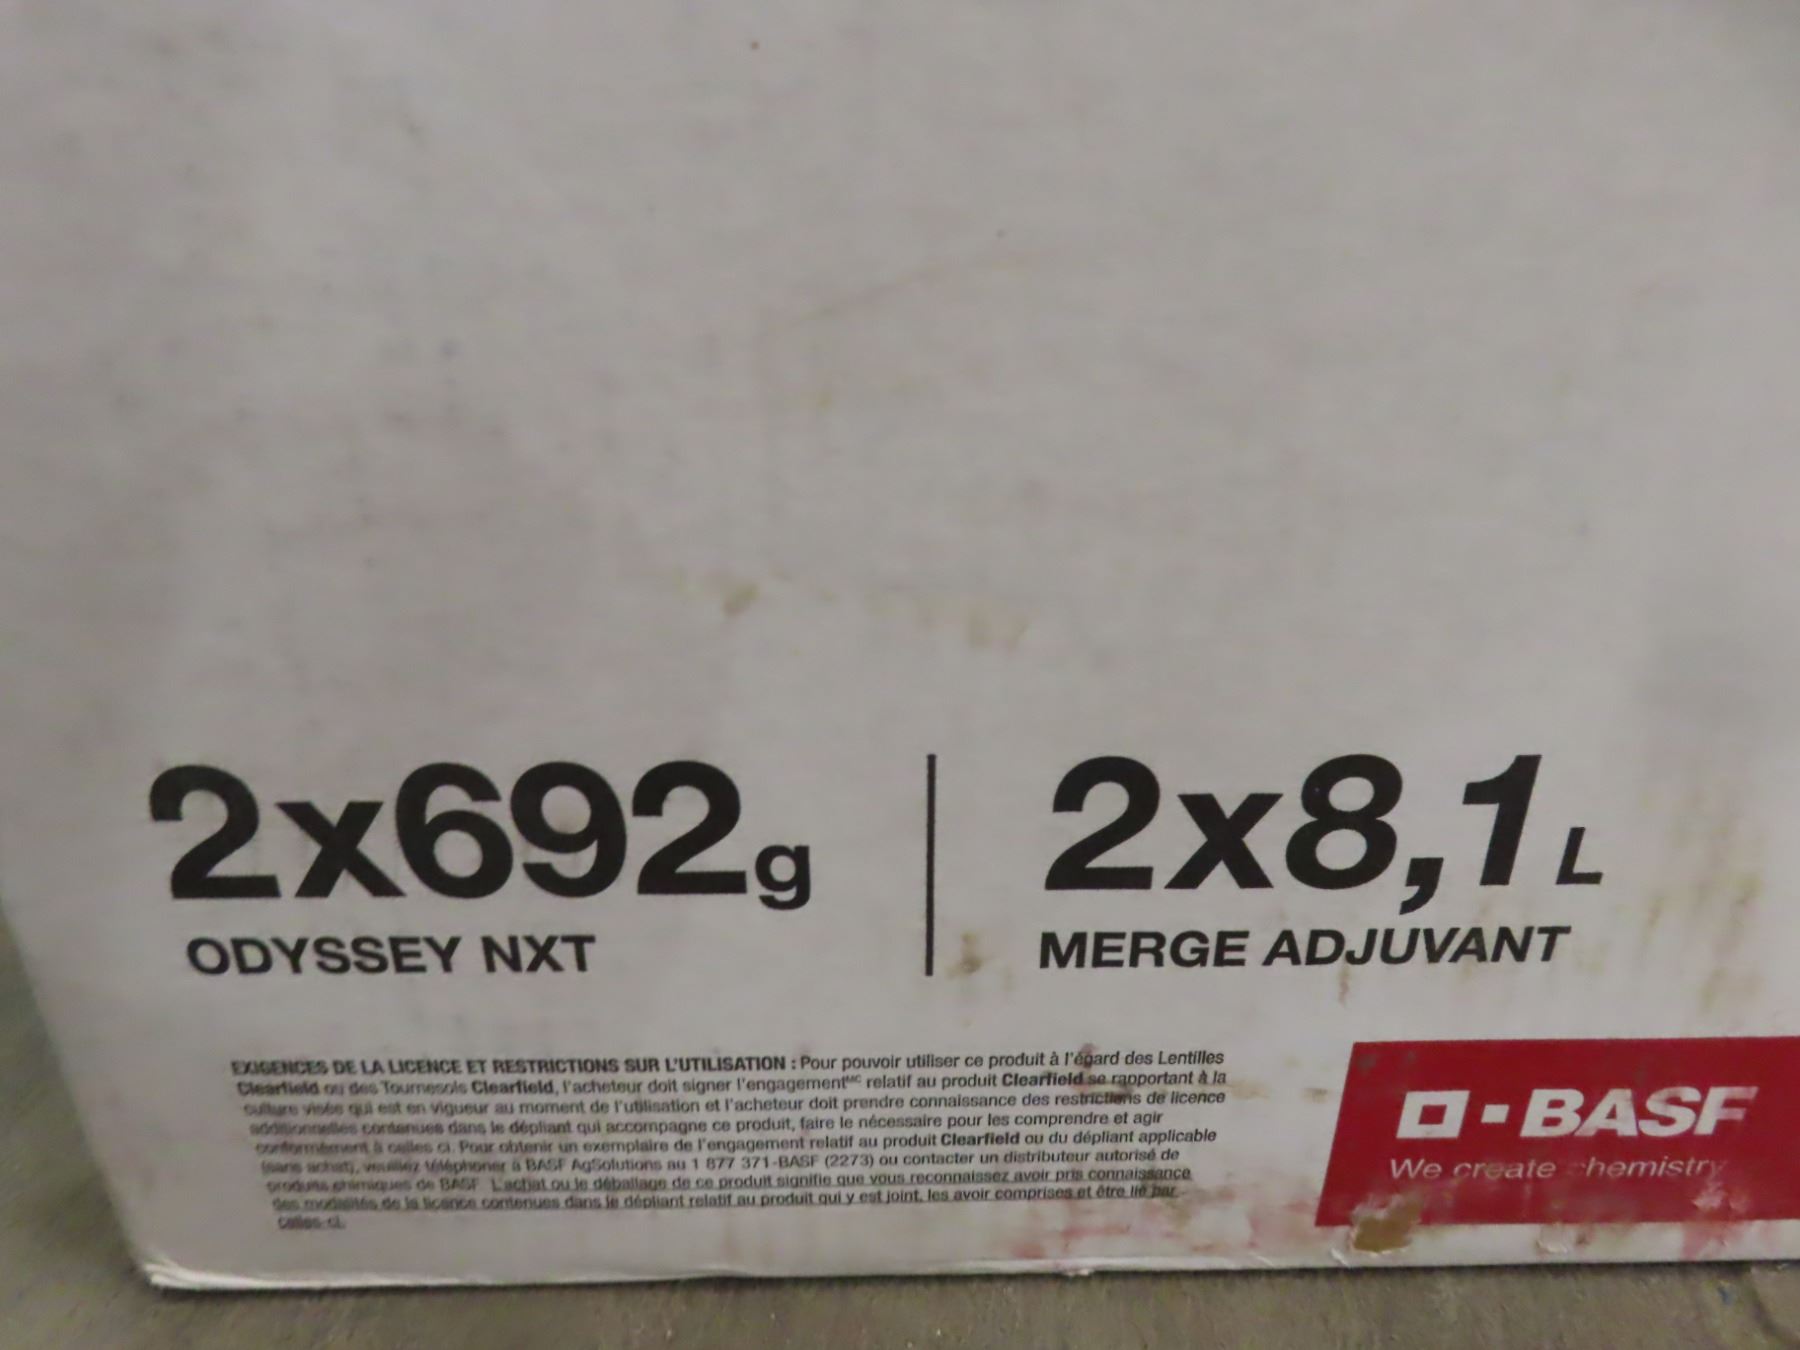 2x692g
ODYSSEY NXT
2x8,1L
MERGE ADJUVANT
EXIGENCES DE LA LICENCE ET RESTRICTIONS SUR L'UTILISATION : Pour pouvoir utiliser ce produit à l'égard des Lentilles
Clearfield ou des Tournesols Clearfield, l'acheteur doit signer l'engagementᴹᶜ relatif au produit Clearfield se rapportant à la
culture visée qui est en vigueur au moment de l'utilisation et l'acheteur doit prendre connaissance des restrictions de licence
additionnelles contenues dans le dépliant qui accompagne ce produit, faire le nécessaire pour les comprendre et agir
conformément à celles ci. Pour obtenir un exemplaire de l'engagement relatif au produit Clearfield ou du dépliant applicable
(sans achat), veuillez téléphoner à BASF AgSolutions au 1 877 371-BASF (2273) ou contacter un distributeur autorisé de
produits chimiques de BASF. L'achat ou le déballage de ce produit signifie que vous reconnaissez avoir pris connaissance
des modalités de la licence contenues dans le dépliant relatif au produit qui y est joint, les avoir comprises et être lié par
celles-ci.
BASF
We create chemistry